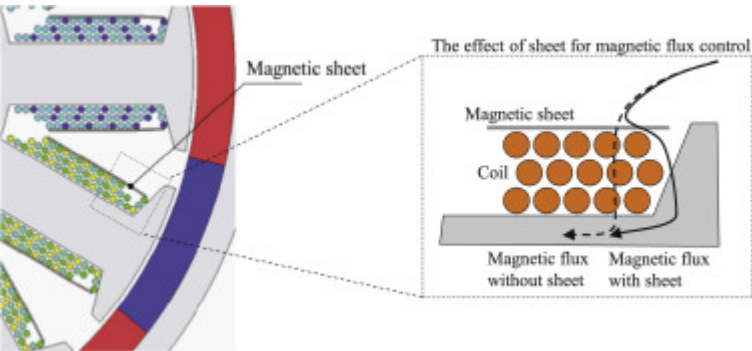 The effect of sheet for magnetic flux control
Magnetic sheet
Magnetic sheet
Coil
Magnetic flux
without sheet
Magnetic flux
with sheet